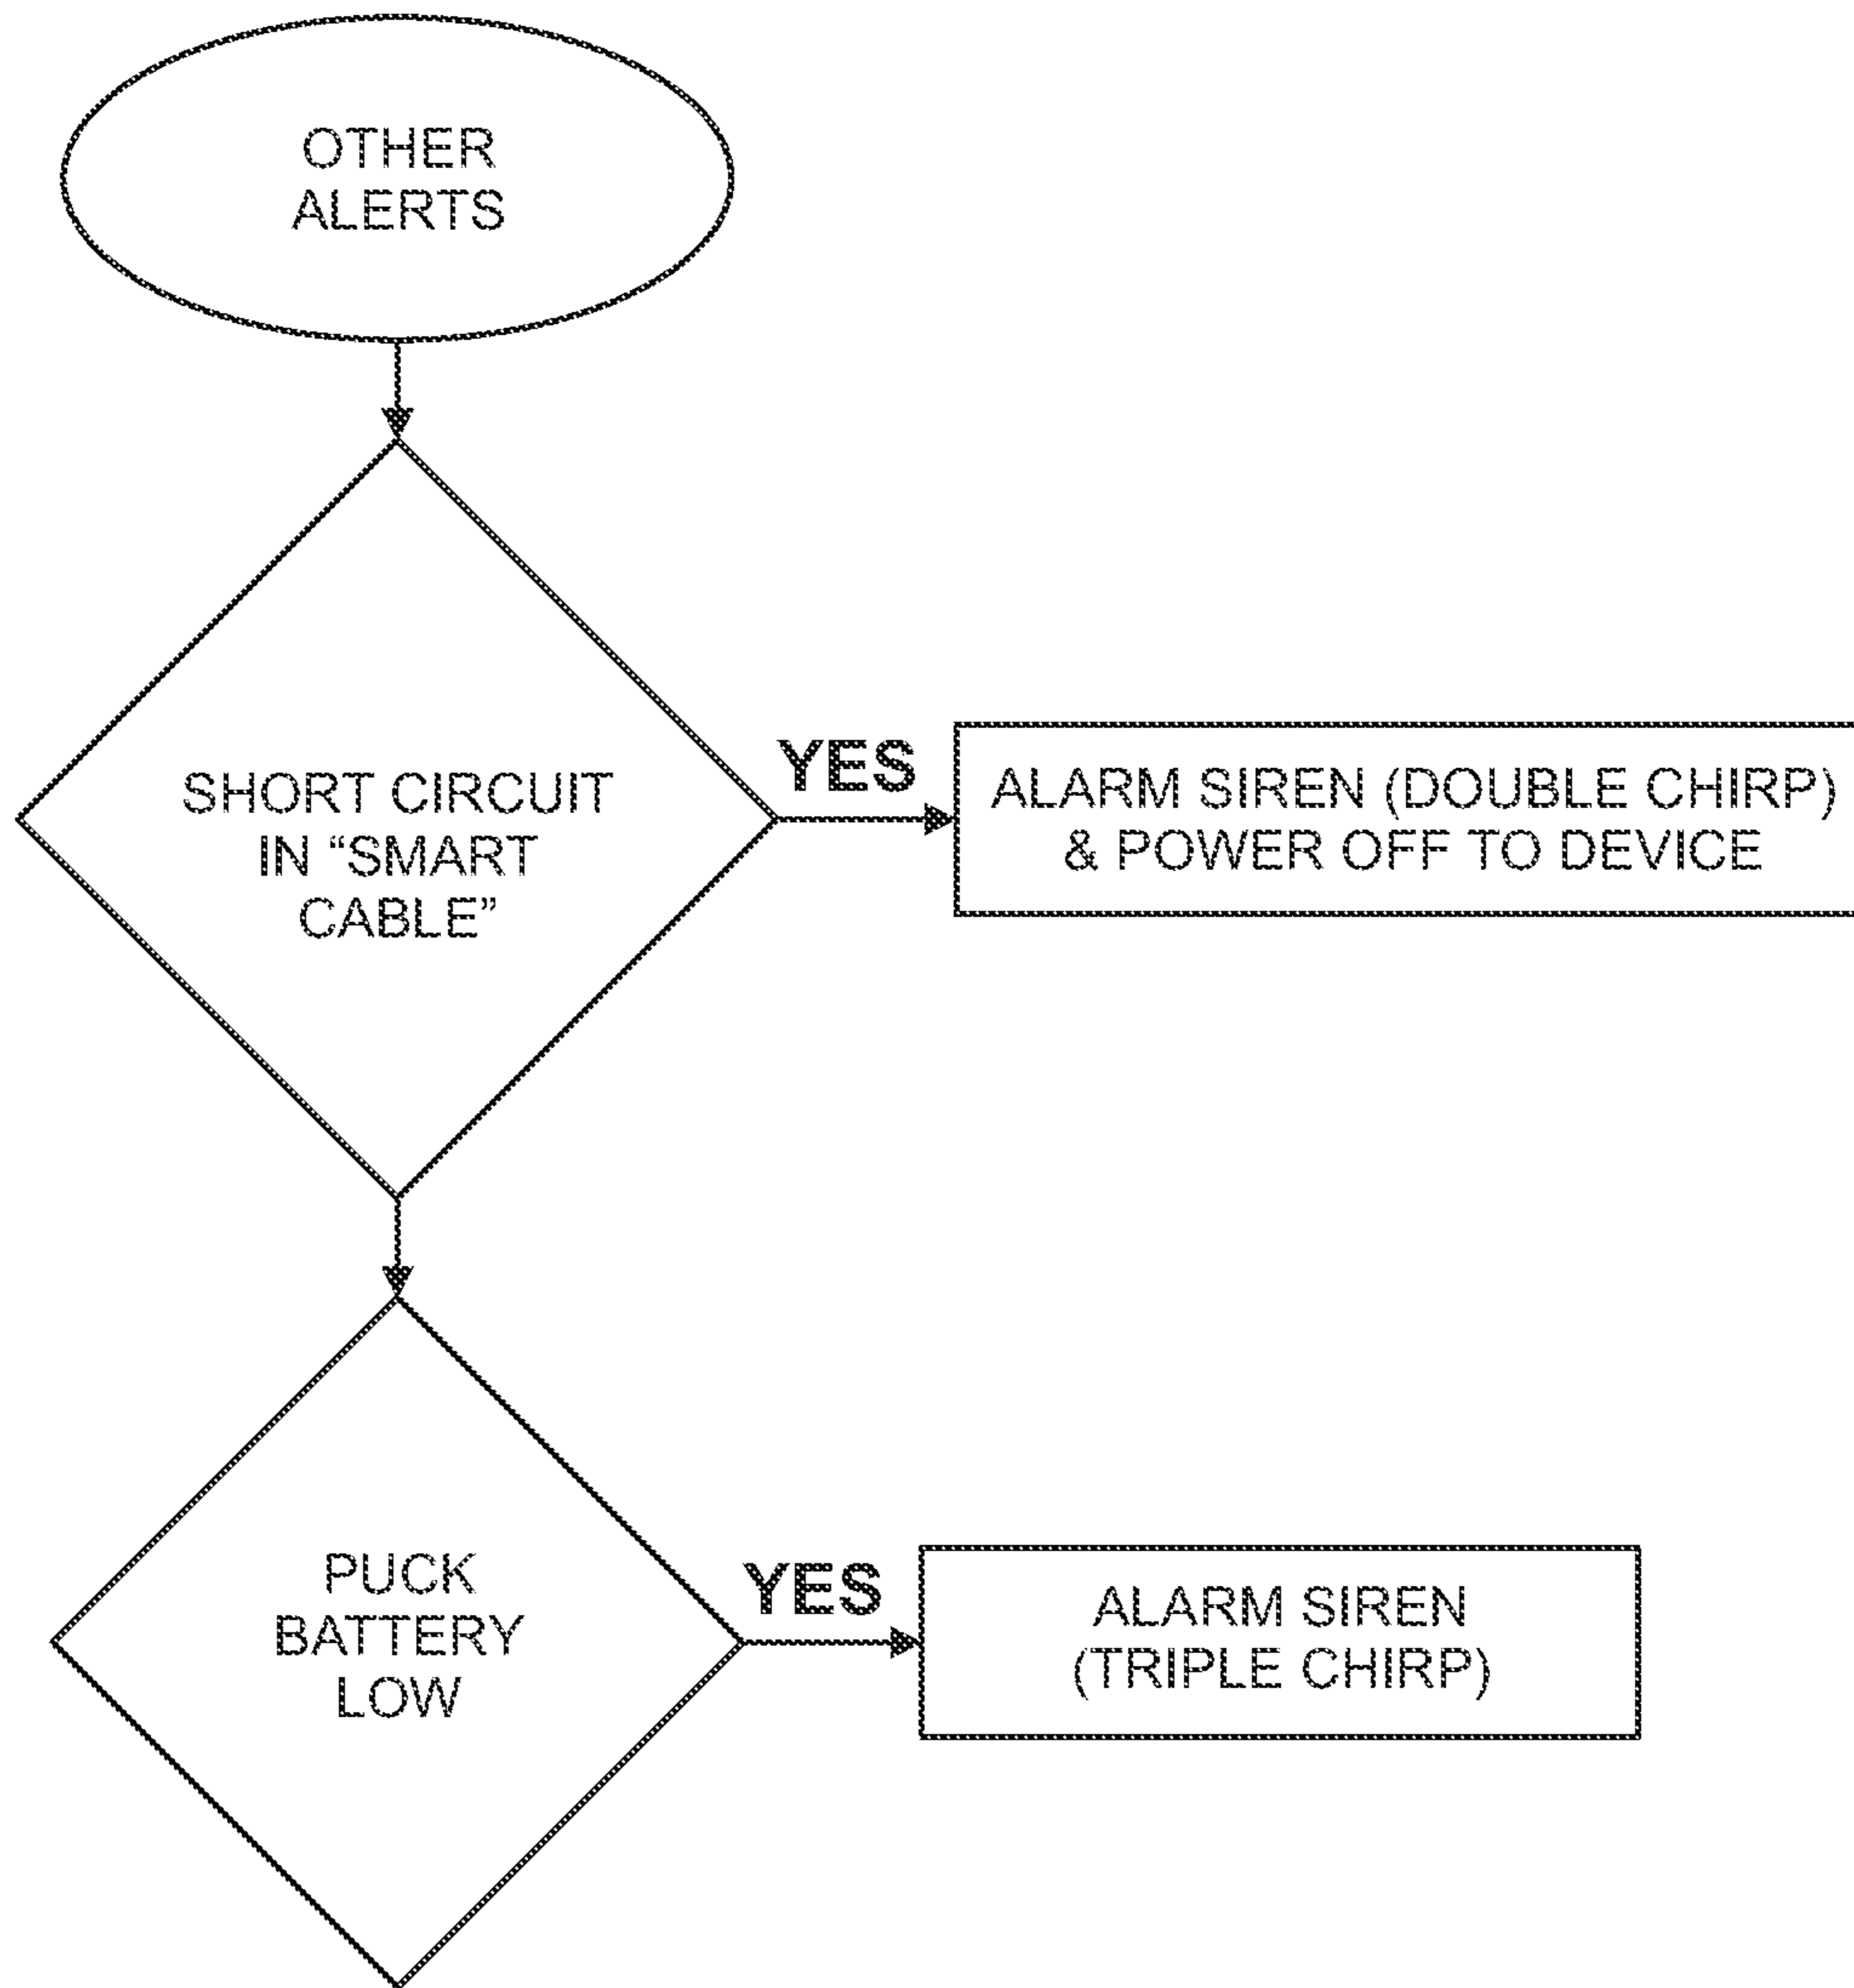 OTHER
ALERTS
SHORT CIRCUIT
IN “SMART
CABLE”
YES
ALARM SIREN (DOUBLE CHIRP)
& POWER OFF TO DEVICE
PUCK
BATTERY
LOW
YES
ALARM SIREN
(TRIPLE CHIRP)